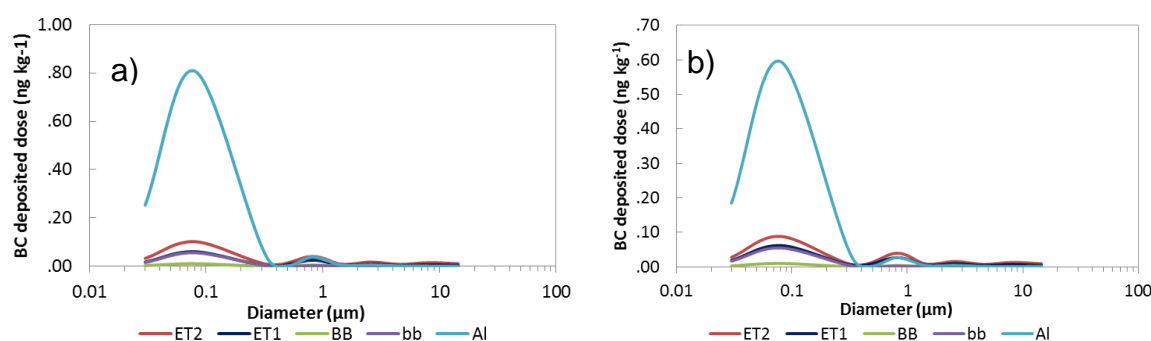 a)
BC deposited dose (ng kg-1)
1.00
.80
.60
.40
.20
.00
0.01 0.1 1 10 100
Diameter (µm)
ET2 ET1 BB bb Al
b)
BC deposited dose (ng kg⁻¹)
.70
.60
.50
.40
.30
.20
.10
.00
0.01 0.1 1 10 100
Diameter (µm)
ET2 ET1 BB bb Al